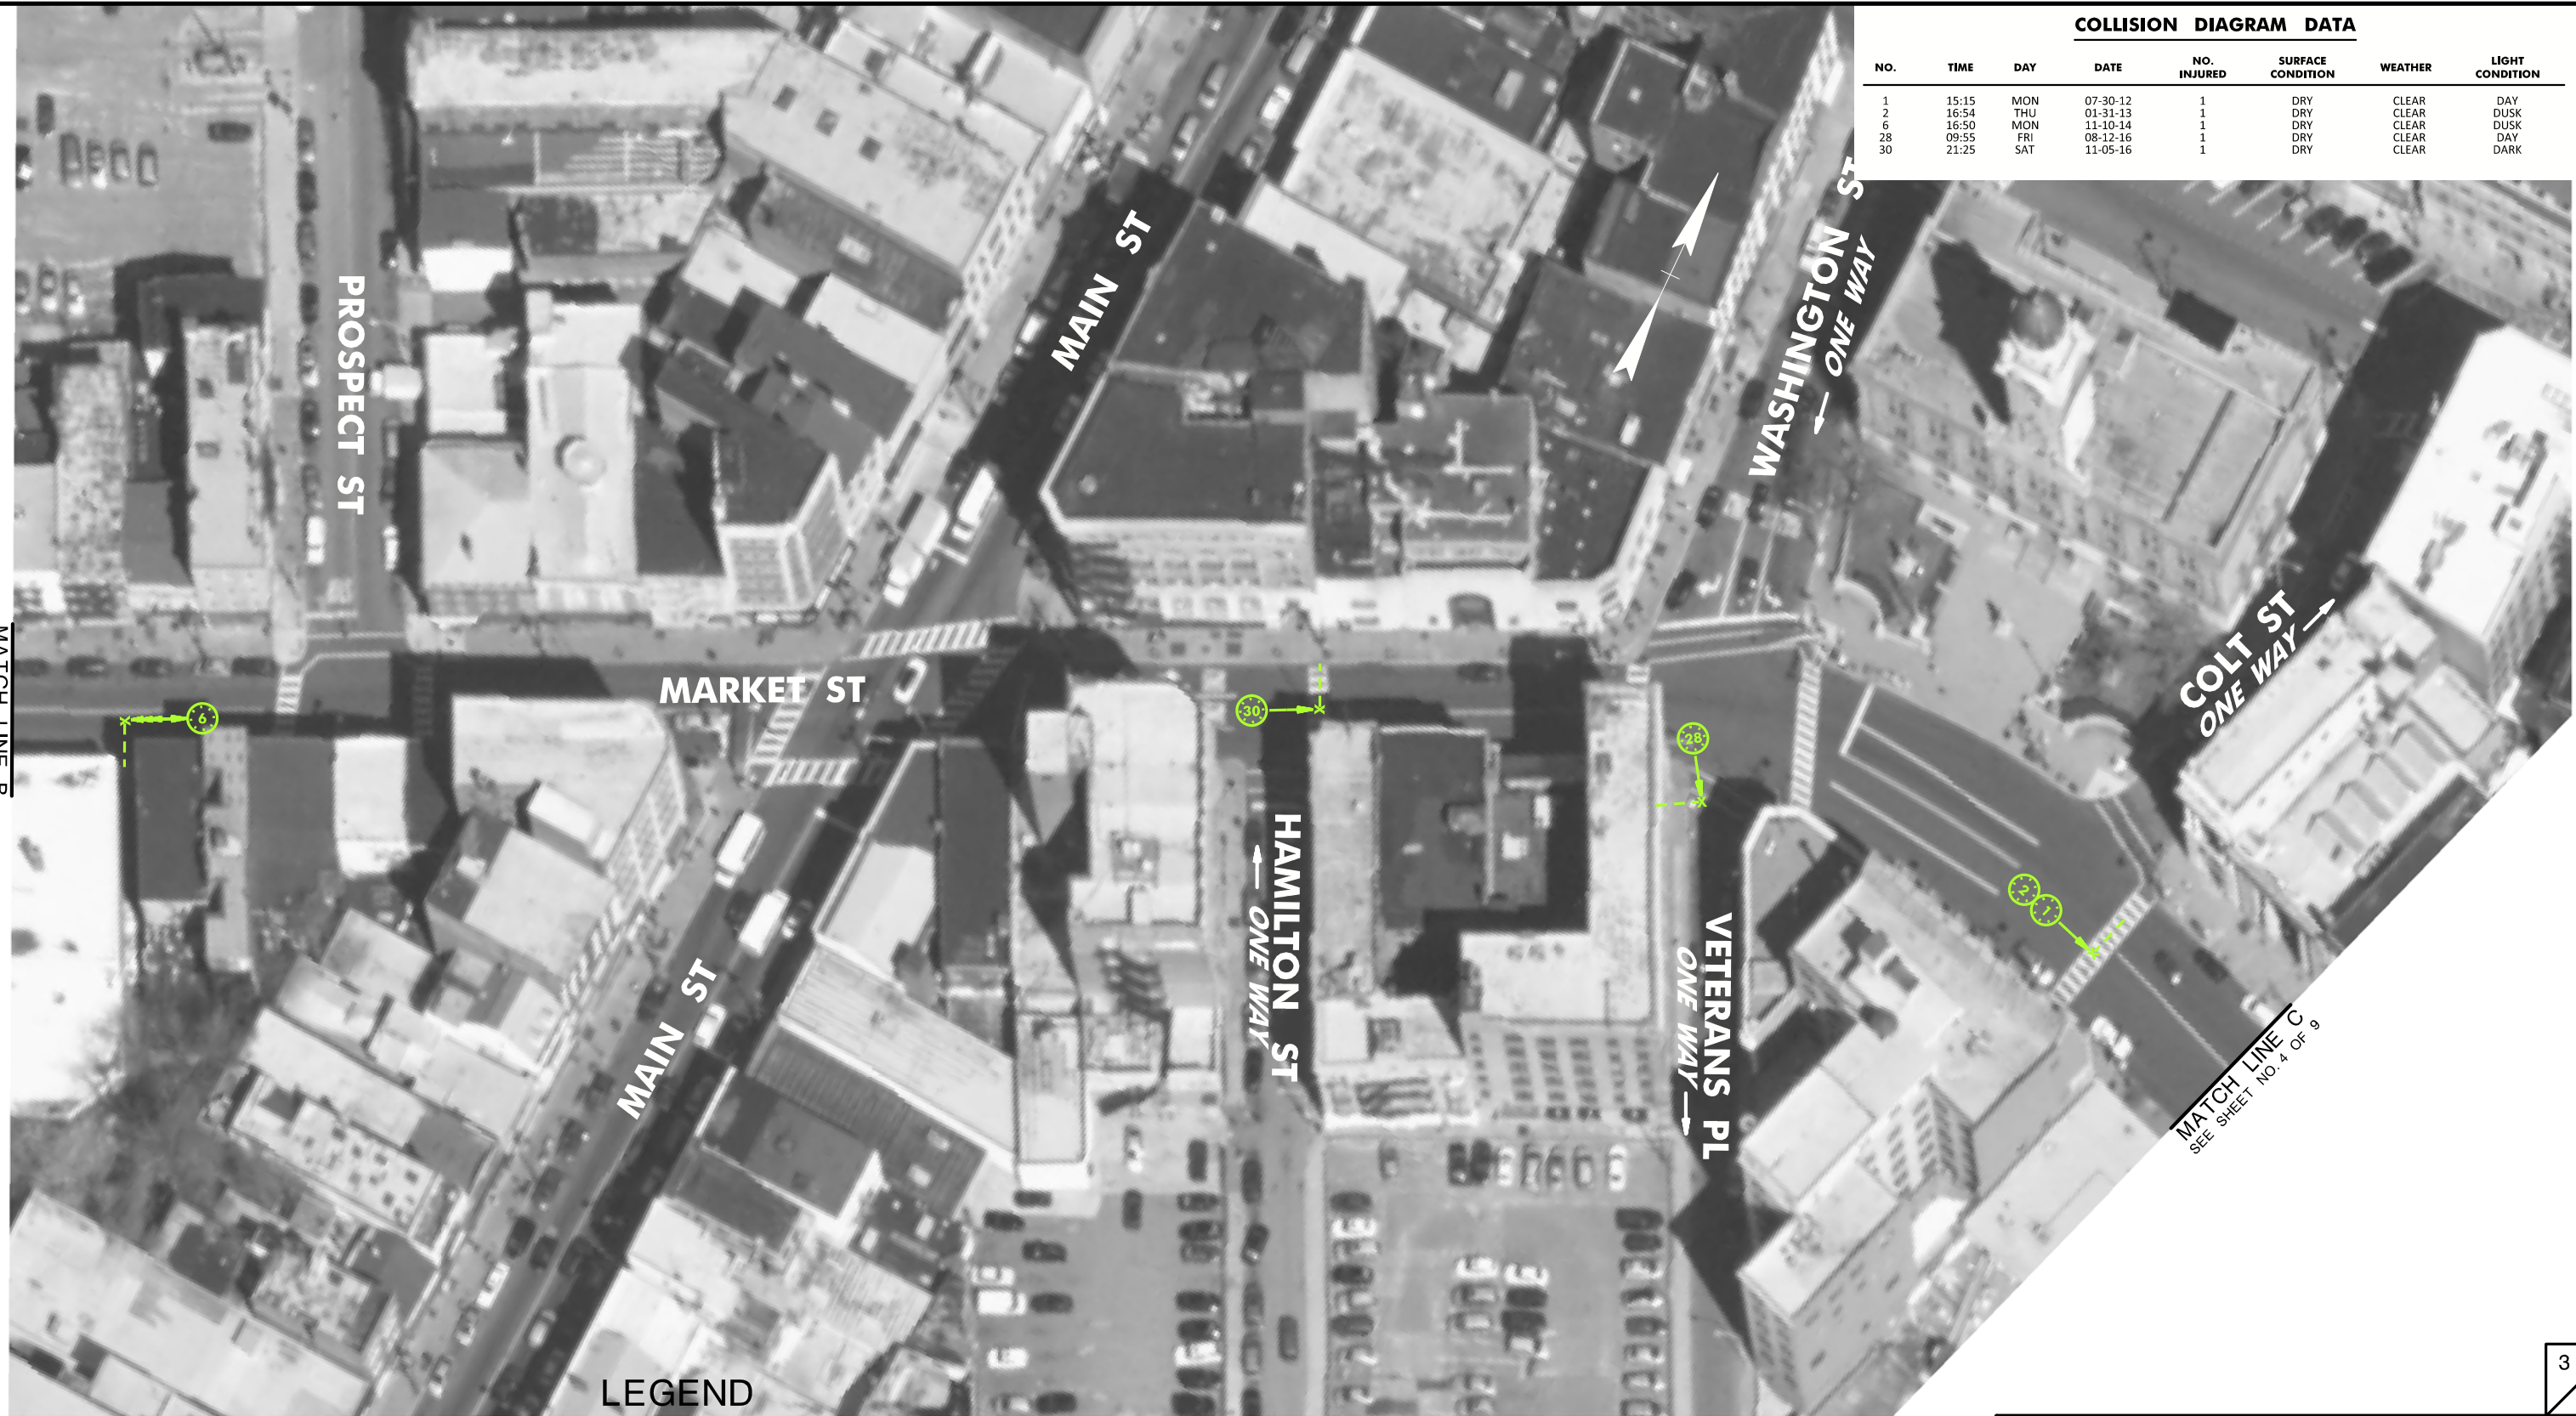 COLLISION DIAGRAM DATA
NO. TIME DAY DATE NO. INJURED SURFACE CONDITION WEATHER LIGHT CONDITION
1 15:15 MON 07-30-12 1 DRY CLEAR DAY
2 16:54 THU 01-31-13 1 DRY CLEAR DUSK
6 16:50 MON 11-10-14 1 DRY CLEAR DUSK
28 09:55 FRI 08-12-16 1 DRY CLEAR DAY
30 21:25 SAT 11-05-16 1 DRY CLEAR DARK
PROSPECT ST
MAIN ST
WASHINGTON ST
ONE WAY
COLT ST
ONE WAY
MATCH LINE B
MARKET ST
6
30
28
2
1
HAMILTON ST
ONE WAY
VETERANS PL
ONE WAY
MAIN ST
MATCH LINE C
SEE SHEET NO. 4 OF 9
LEGEND
3